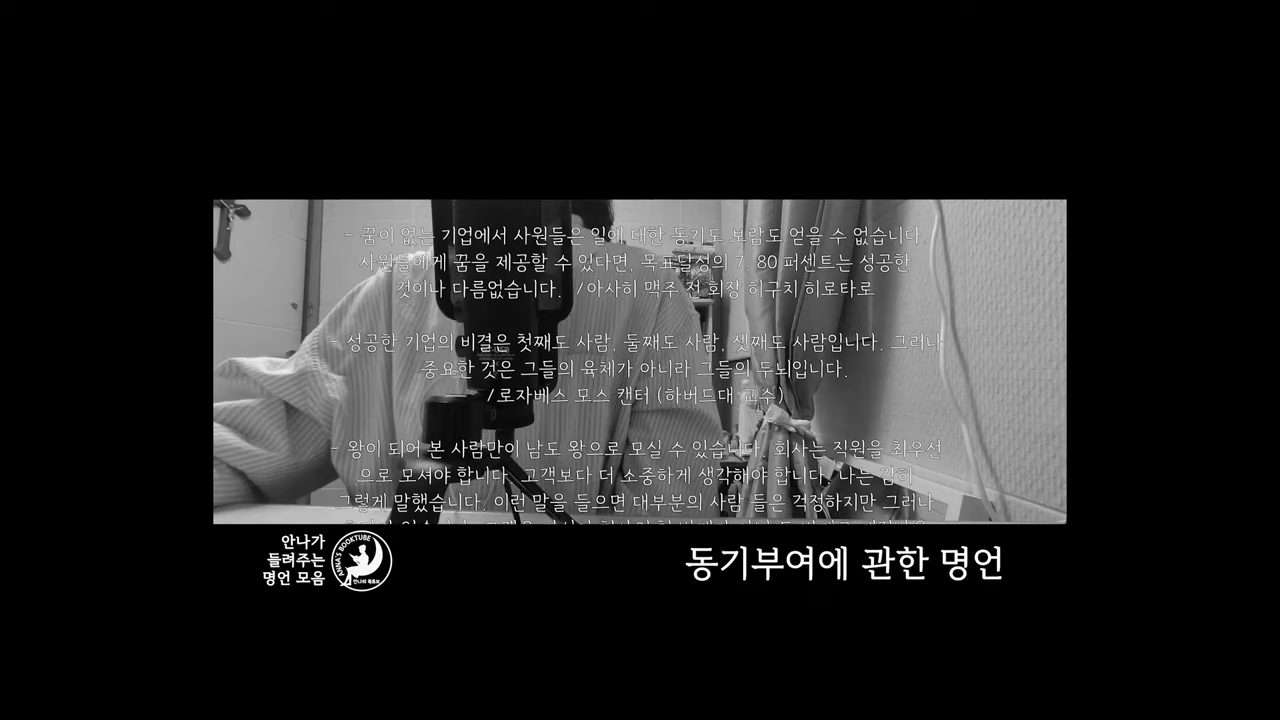 - 꿈이 없는 기업에서 사원들은 일에 대한 동기도 보람도 얻을 수 없습니다.
사원들에게 꿈을 제공할 수 있다면, 목표달성의 7, 80 퍼센트는 성공한
것이나 다름없습니다. /아사히 맥주 전 회장 히구치 히로타로
- 성공한 기업의 비결은 첫째도 사람, 둘째도 사람, 셋째도 사람입니다. 그러나
중요한 것은 그들의 육체가 아니라 그들의 두뇌입니다.
/로자베스 모스 캔터 (하버드대 교수)
- 왕이 되어 본 사람만이 남도 왕으로 모실 수 있습니다. 회사는 직원을 최우선
으로 모셔야 합니다. 고객보다 더 소중하게 생각해야 합니다. 나는 감히
그렇게 말했습니다. 이런 말을 들으면 대부분의 사람 들은 걱정하지만 그러나
안나가
들려주는
명언 모음
ANNA'S BOOKTUBE
안나의 북튜브
동기부여에 관한 명언